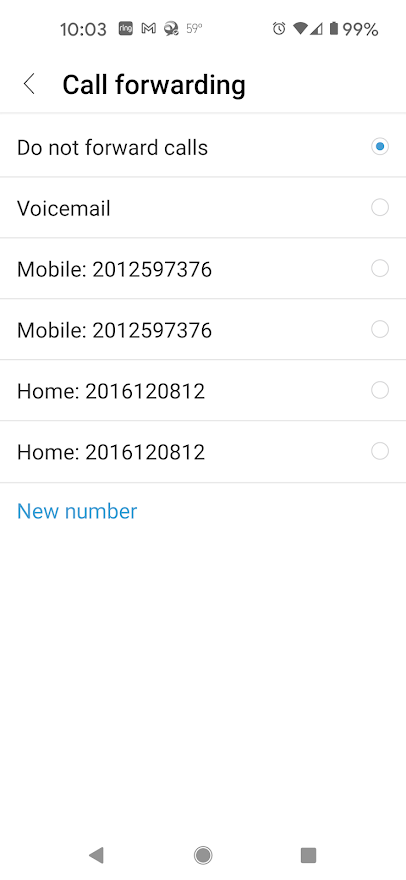 10:03 ring 59° 99%
Call forwarding
Do not forward calls
Voicemail
Mobile: 2012597376
Mobile: 2012597376
Home: 2016120812
Home: 2016120812
New number